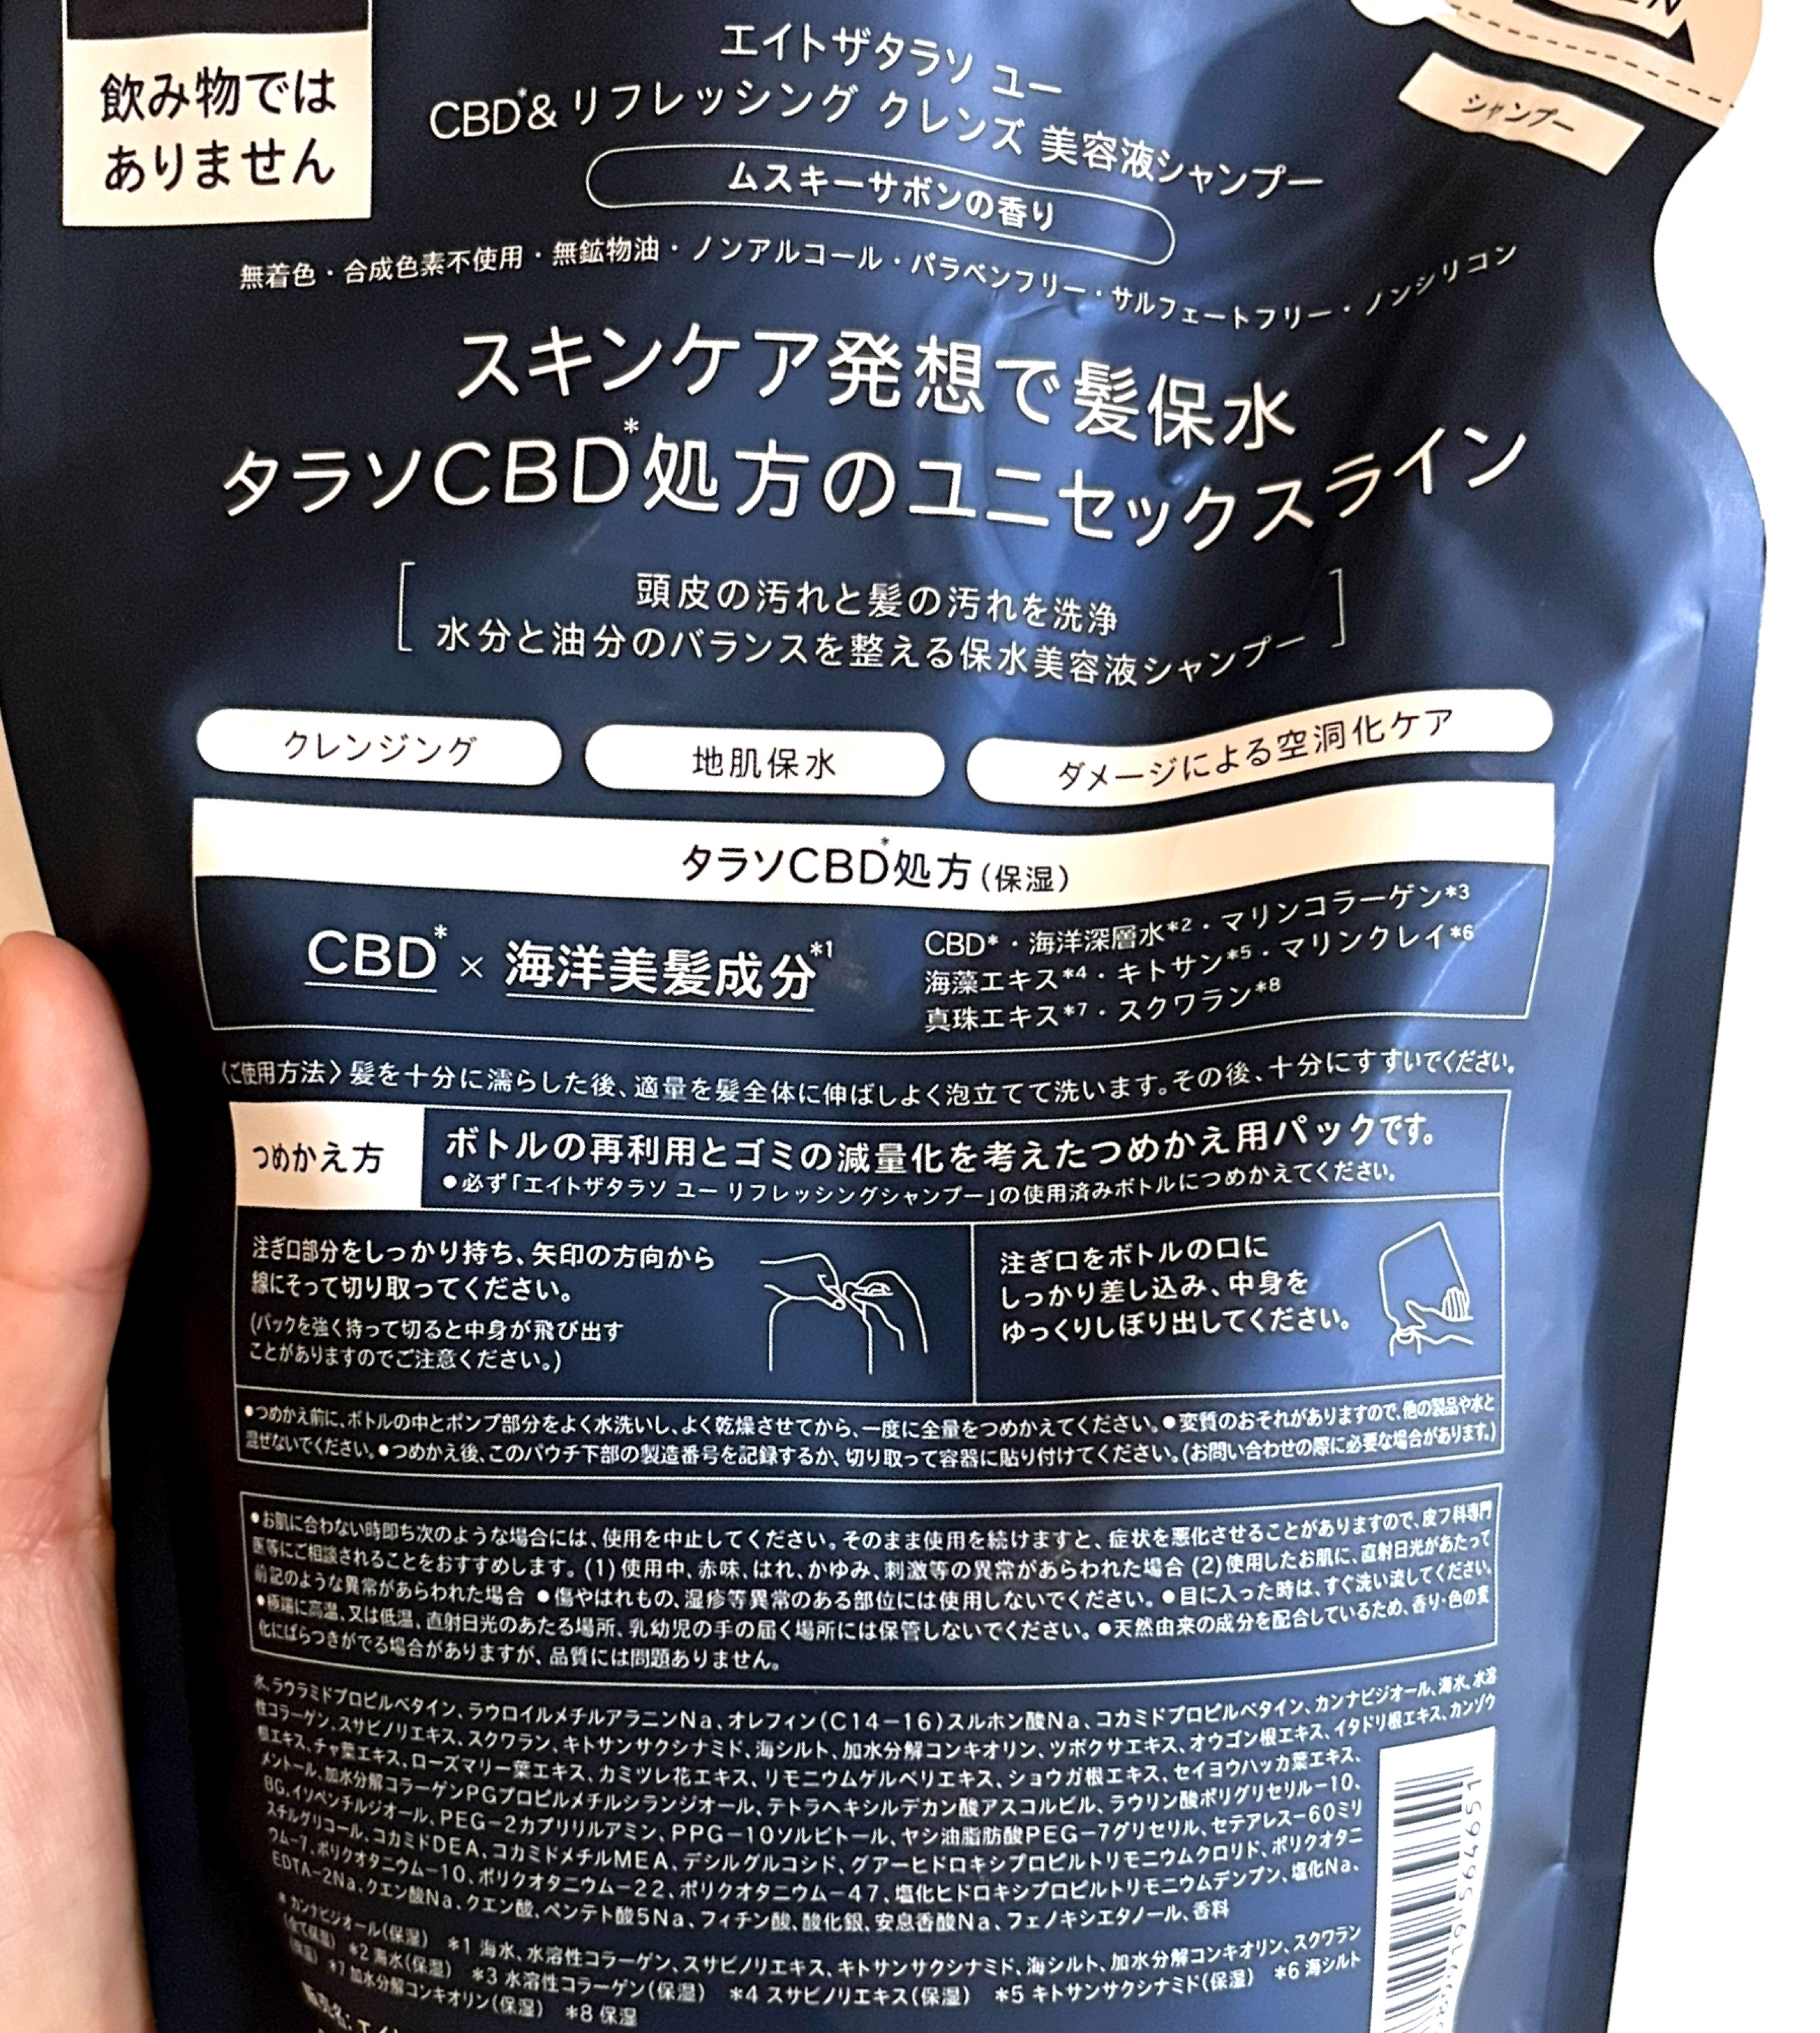 飲み物では
ありません
シャンプー
エイトザタラソ ユー
CBD*& リフレッシング クレンズ 美容液シャンプー
ムスキーサボンの香り
無着色・合成色素不使用・無鉱物油・ノンアルコール・パラベンフリー・サルフェートフリー・ノンシリコン
スキンケア発想で髪保水
タラソCBD*処方のユニセックスライン
頭皮の汚れと髪の汚れを洗浄
水分と油分のバランスを整える保水美容液シャンプー
クレンジング 地肌保水 ダメージによる空洞化ケア
タラソCBD*処方(保湿)
CBD* × 海洋美髪成分*1
CBD*・海洋深層水*2・マリンコラーゲン*3
海藻エキス*4・キトサン*5・マリンクレイ*6
真珠エキス*7・スクワラン*8
〈ご使用方法〉髪を十分に濡らした後、適量を髪全体に伸ばしよく泡立てて洗います。その後、十分にすすいでください。
つめかえ方
ボトルの再利用とゴミの減量化を考えたつめかえ用パックです。
●必ず「エイトザタラソ ユー リフレッシングシャンプー」の使用済みボトルにつめかえてください。
注ぎ口部分をしっかり持ち、矢印の方向から
線にそって切り取ってください。
(パックを強く持って切ると中身が飛び出す
ことがありますのでご注意ください。)
注ぎ口をボトルの口に
しっかり差し込み、中身を
ゆっくりしぼり出してください。
●つめかえ前に、ボトルの中とポンプ部分をよく水洗いし、よく乾燥させてから、一度に全量をつめかえてください。●変質のおそれがありますので、他の製品や水と
混ぜないでください。●つめかえ後、このパウチ下部の製造番号を記録するか、切り取って容器に貼り付けてください。(お問い合わせの際に必要な場合があります。)
●お肌に合わない時即ち次のような場合には、使用を中止してください。そのまま使用を続けますと、症状を悪化させることがありますので、皮フ科専門
医等にご相談されることをおすすめします。(1)使用中、赤味、はれ、かゆみ、刺激等の異常があらわれた場合 (2)使用したお肌に、直射日光があたって
前記のような異常があらわれた場合 ●傷やはれもの、湿疹等異常のある部位には使用しないでください。●目に入った時は、すぐ洗い流してください。
●極端に高温、又は低温、直射日光のあたる場所、乳幼児の手の届く場所には保管しないでください。●天然由来の成分を配合しているため、香り・色の変
化にばらつきがでる場合がありますが、品質には問題ありません。
水、ラウラミドプロピルベタイン、ラウロイルメチルアラニンNa、オレフィン(C14-16)スルホン酸Na、コカミドプロピルベタイン、カンナビジオール、海水、水溶
性コラーゲン、スサビノリエキス、スクワラン、キトサンサクシナミド、海シルト、加水分解コンキオリン、ツボクサエキス、オウゴン根エキス、イタドリ根エキス、カンゾウ
根エキス、チャ葉エキス、ローズマリー葉エキス、カミツレ花エキス、リモニウムゲルベリエキス、ショウガ根エキス、セイヨウハッカ葉エキス、
メントール、加水分解コラーゲンPGプロピルメチルシランジオール、テトラヘキシルデカン酸アスコルビル、ラウリン酸ポリグリセリル-10、
BG、イソペンチルジオール、PEG-2カプリリルアミン、PPG-10ソルビトール、ヤシ油脂肪酸PEG-7グリセリル、セテアレス-60ミリ
スチルグリコール、コカミドDEA、コカミドメチルMEA、デシルグルコシド、グアーヒドロキシプロピルトリモニウムクロリド、ポリクオタニ
ウム-7、ポリクオタニウム-10、ポリクオタニウム-22、ポリクオタニウム-47、塩化ヒドロキシプロピルトリモニウムデンプン、塩化Na、
EDTA-2Na、クエン酸Na、クエン酸、ペンテト酸5Na、フィチン酸、酸化銀、安息香酸Na、フェノキシエタノール、香料
*カンナビジオール(保湿) *1 海水、水溶性コラーゲン、スサビノリエキス、キトサンサクシナミド、海シルト、加水分解コンキオリン、スクワラン
(全て保湿) *2 海水(保湿) *3 水溶性コラーゲン(保湿) *4 スサビノリエキス(保湿) *5 キトサンサクシナミド(保湿) *6 海シルト
(保湿) *7 加水分解コンキオリン(保湿) *8 保湿